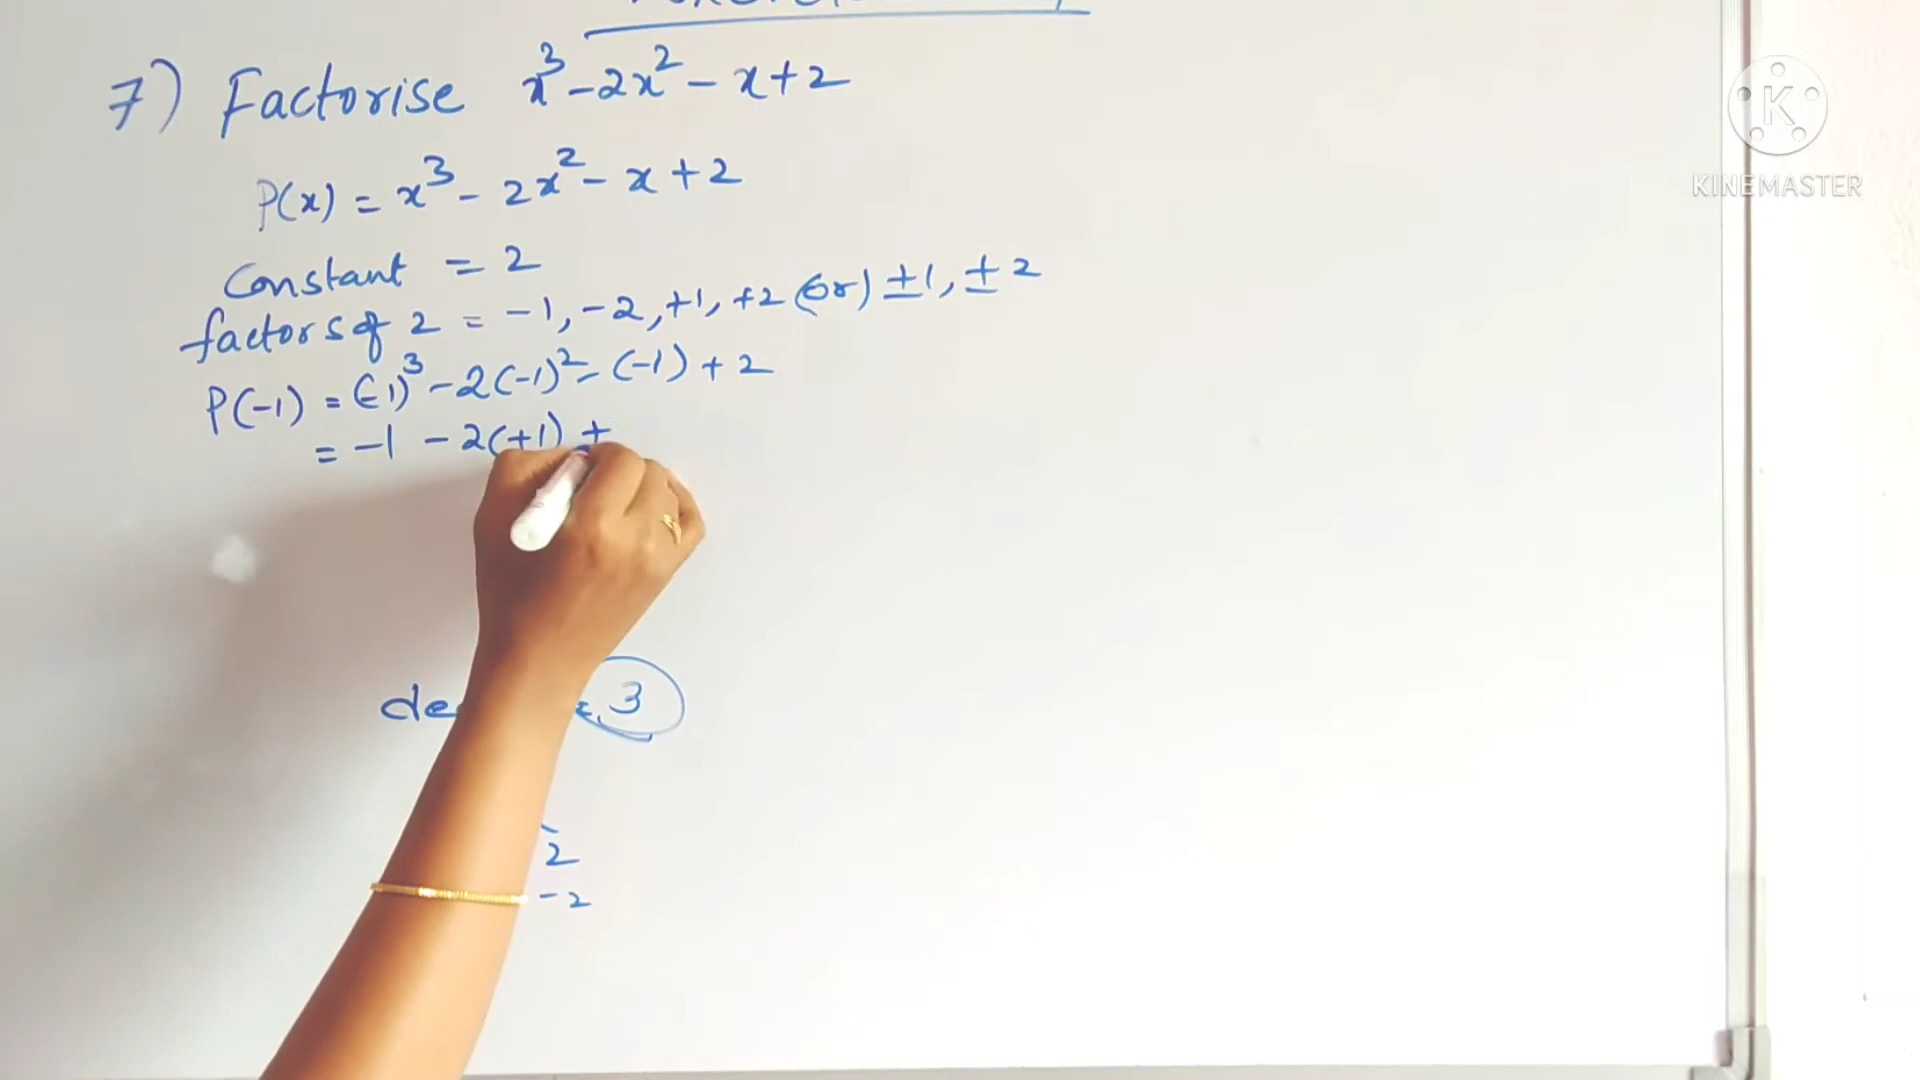 7) Factorise x³ - 2x² - x + 2
P(x) = x³ - 2x² - x + 2
Constant = 2
factors of 2 = -1, -2, +1, +2 (or) ±1, ±2
P(-1) = (-1)³ - 2(-1)² - (-1) + 2
= -1 - 2(+1) +
3
2
-2
K
KINEMASTER